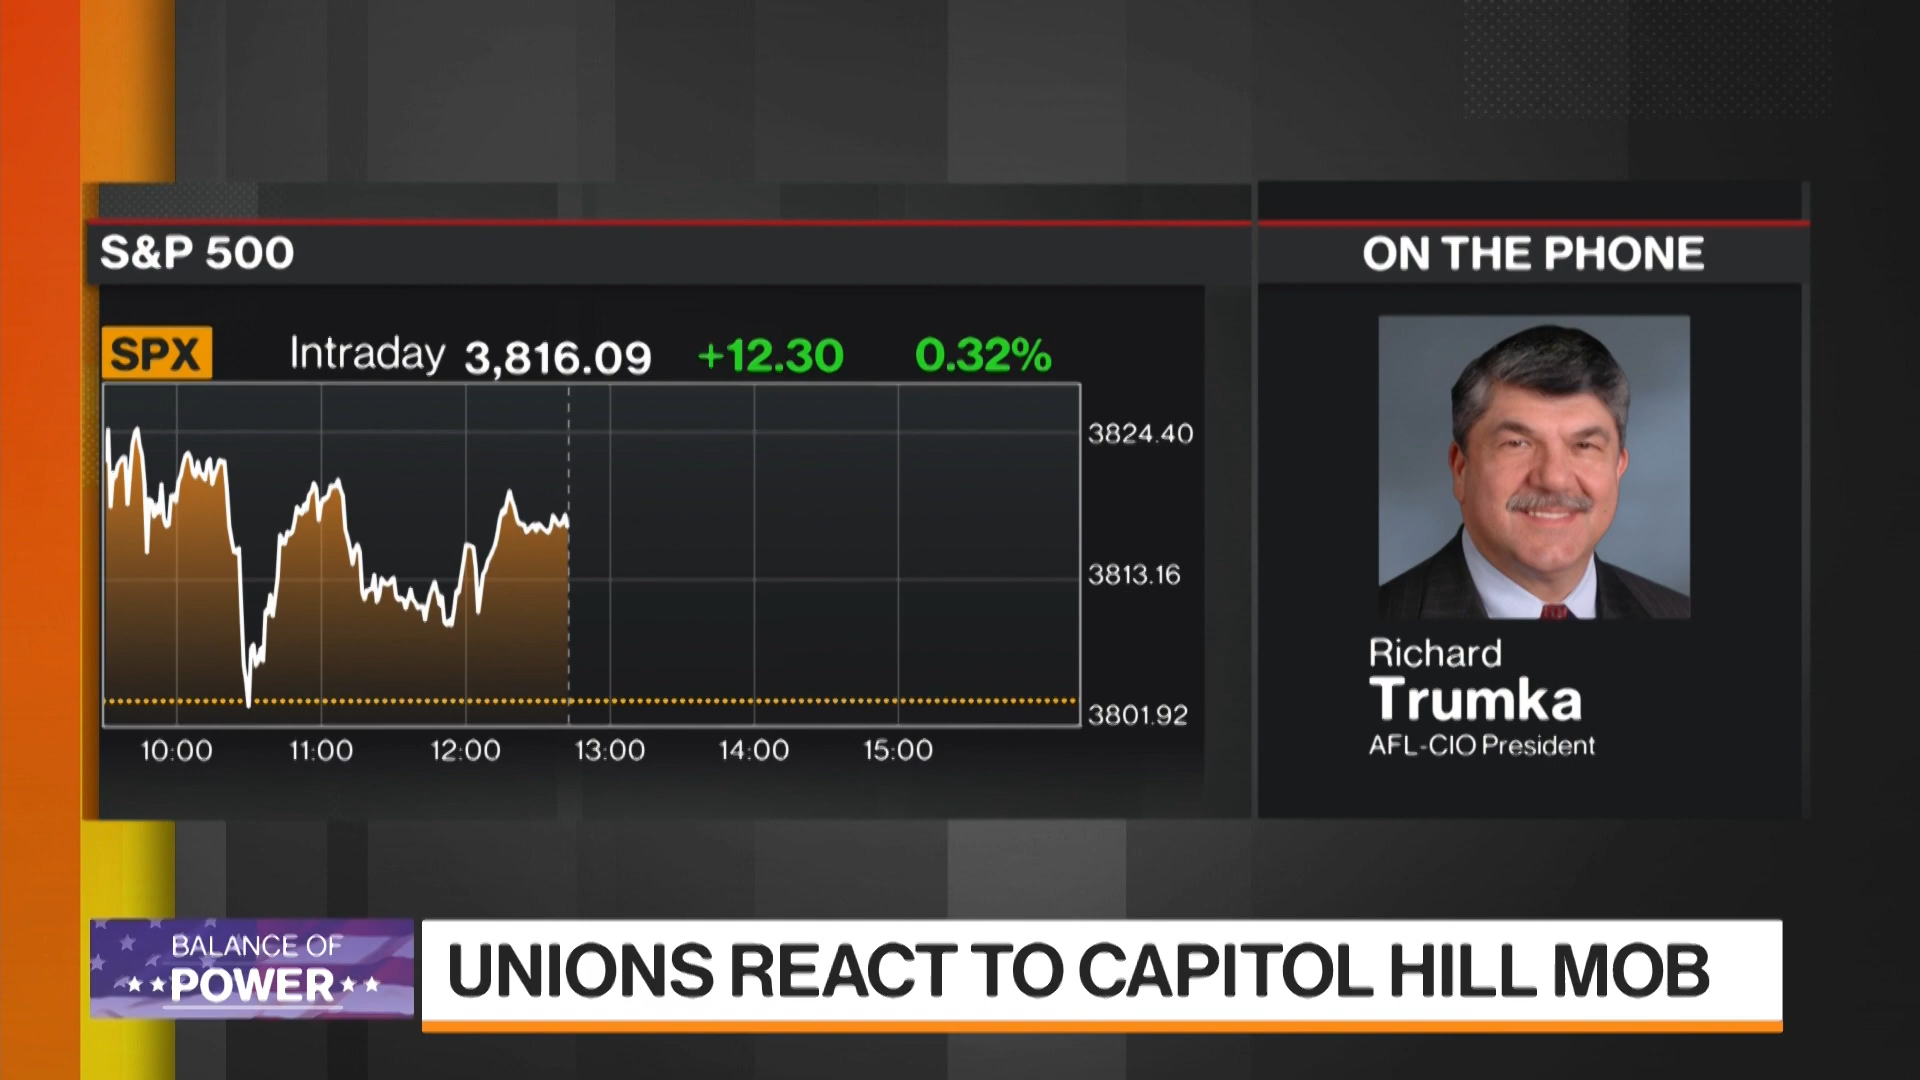 S&P 500
SPX Intraday 3,816.09 +12.30 0.32%
3824.40
3813.16
3801.92
10:00 11:00 12:00 13:00 14:00 15:00
ON THE PHONE
Richard
Trumka
AFL-CIO President
BALANCE OF
POWER
UNIONS REACT TO CAPITOL HILL MOB